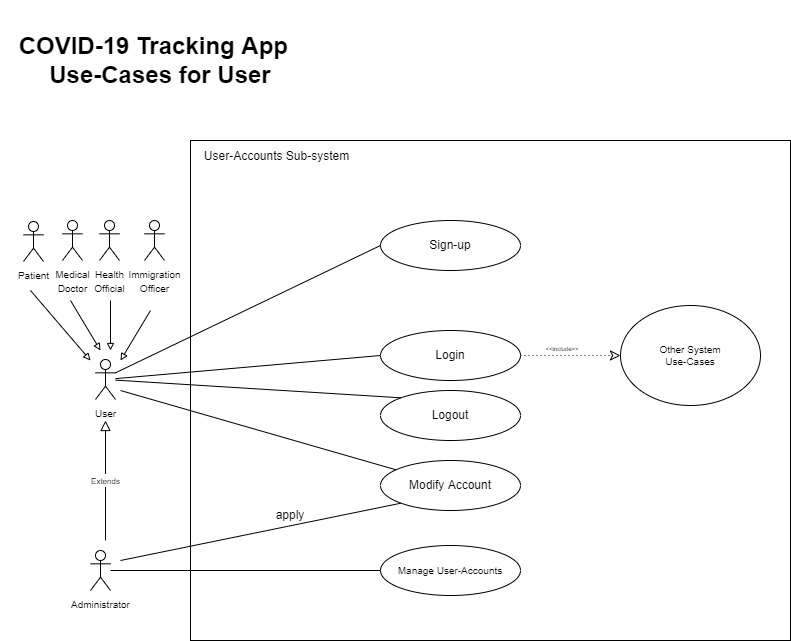 COVID-19 Tracking App
Use-Cases for User
User-Accounts Sub-system
Sign-up
Patient
Medical Doctor
Health Official
Immigration Officer
Login
<<Include>>
Other System
Use-Cases
User
Logout
Extends
Modify Account
apply
Manage User-Accounts
Administrator